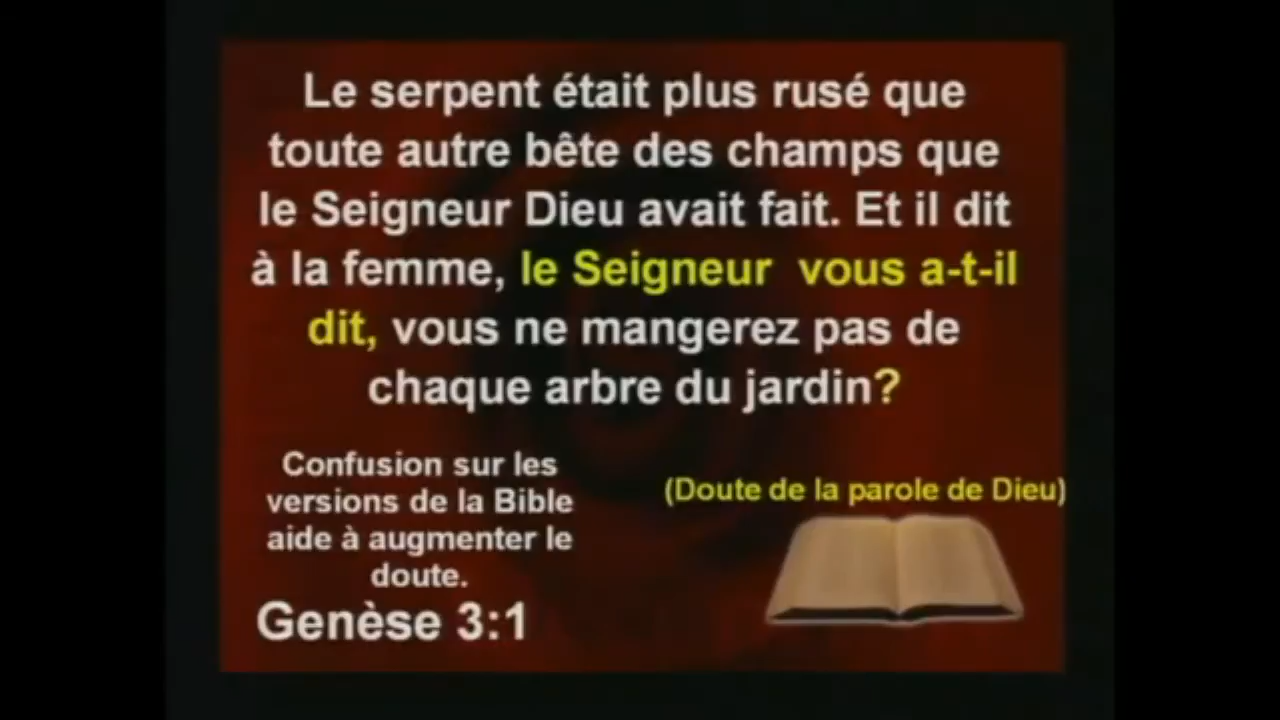 Le serpent était plus rusé que
toute autre bête des champs que
le Seigneur Dieu avait fait. Et il dit
à la femme, le Seigneur vous a-t-il
dit, vous ne mangerez pas de
chaque arbre du jardin?
Confusion sur les
versions de la Bible
aide à augmenter le
doute.
(Doute de la parole de Dieu)
Genèse 3:1